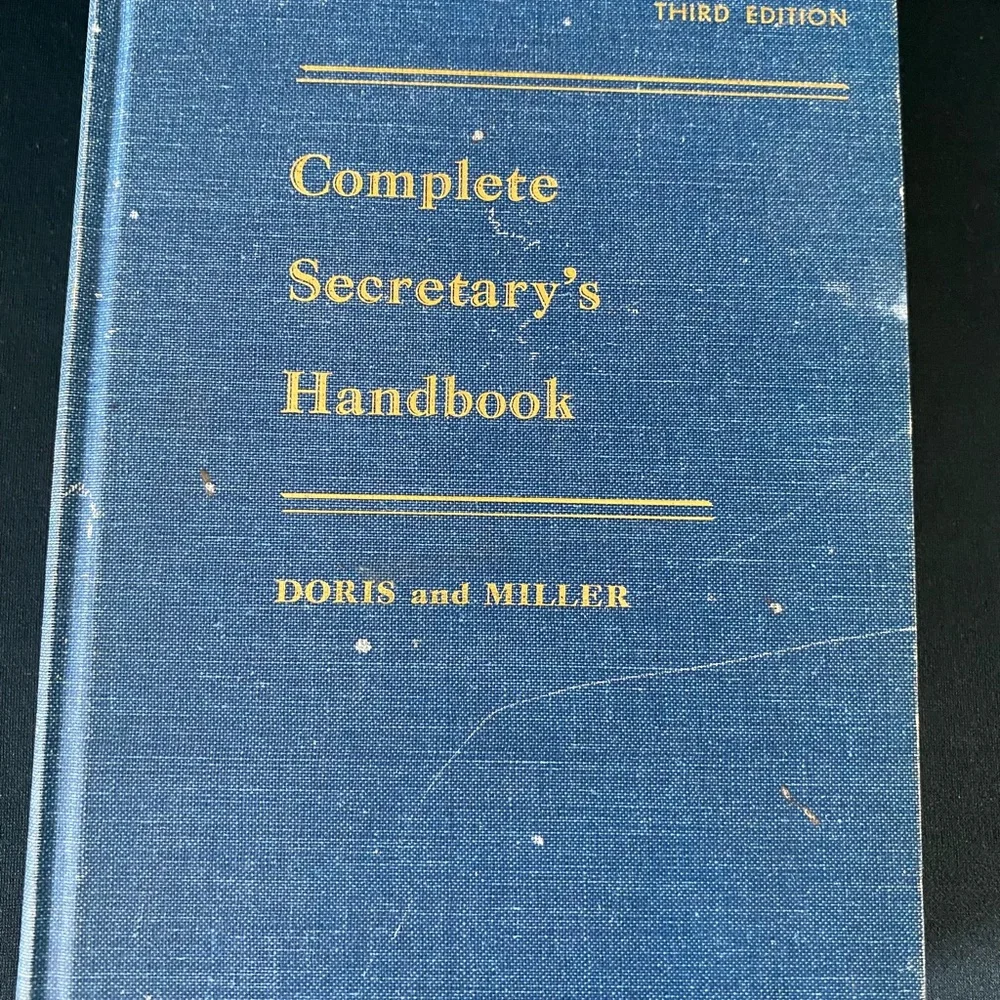 THIRD EDITION
Complete
Secretary's
Handbook
DORIS and MILLER